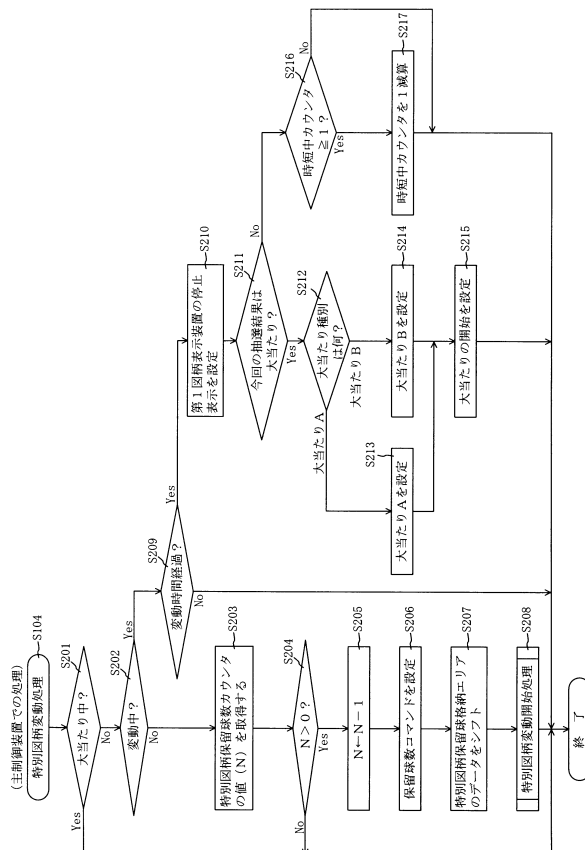 (主制御装置での処理)
特別図柄変動処理
S104
大当たり中?
S201
Yes
No
変動中?
S202
Yes
No
特別図柄保留球数カウンタ
の値(N)を取得する
S203
N>0?
S204
No
Yes
N←N-1
S205
保留球数コマンドを設定
S206
特別図柄保留球格納エリア
のデータをシフト
S207
特別図柄変動開始処理
S208
変動時間経過?
S209
Yes
No
第1図柄表示装置の停止
表示を設定
S210
今回の抽選結果は
大当たり?
S211
No
Yes
大当たり種別
は何?
S212
大当たりA
大当たりB
大当たりAを設定
S213
大当たりBを設定
S214
大当たりの開始を設定
S215
時短中カウンタ
≧1?
S216
No
Yes
時短中カウンタを1減算
S217
終 了